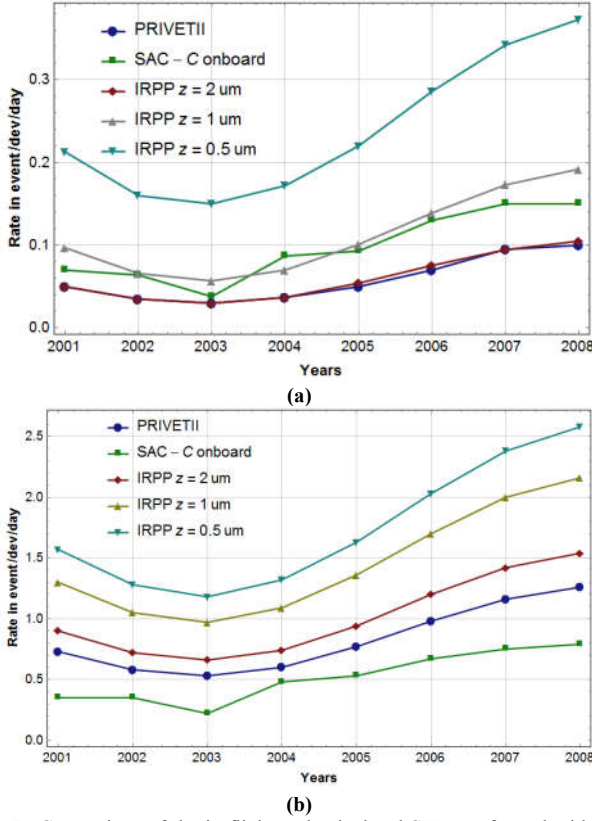 PRIVETII
SAC – C onboard
IRPP z = 2 um
IRPP z = 1 um
IRPP z = 0.5 um
Rate in event/dev/day
0.3
0.2
0.1
0.0
2001 2002 2003 2004 2005 2006 2007 2008
Years
(a)
PRIVETII
SAC – C onboard
IRPP z = 2 um
IRPP z = 1 um
IRPP z = 0.5 um
Rate in event/dev/day
2.5
2.0
1.5
1.0
0.5
0.0
2001 2002 2003 2004 2005 2006 2007 2008
Years
(b)